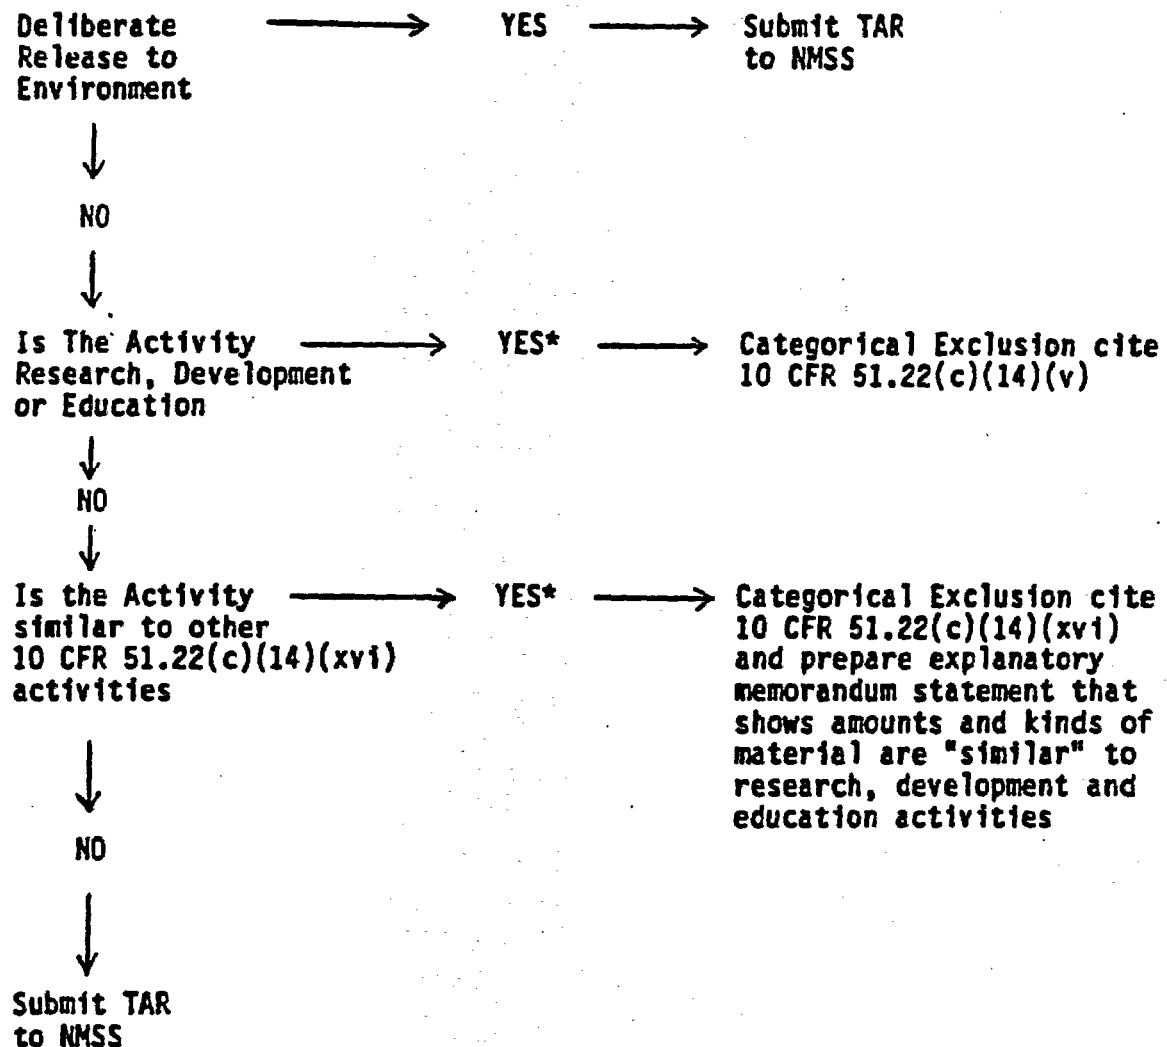 Deliberate
Release to
Environment
YES
Submit TAR
to NMSS
NO
Is The Activity
Research, Development
or Education
YES*
Categorical Exclusion cite
10 CFR 51.22(c)(14)(v)
NO
Is the Activity
similar to other
10 CFR 51.22(c)(14)(xvi)
activities
YES*
Categorical Exclusion cite
10 CFR 51.22(c)(14)(xvi)
and prepare explanatory
memorandum statement that
shows amounts and kinds of
material are "similar" to
research, development and
education activities
NO
Submit TAR
to NMSS